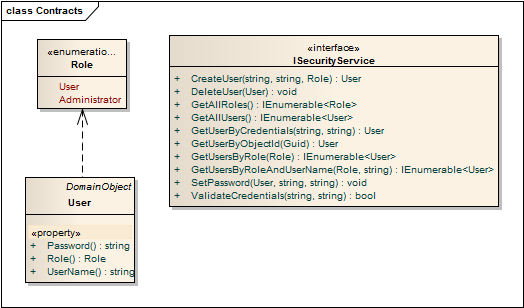 class Contracts
«enumeratio...
Role
User
Administrator
«interface»
ISecurityService
+ CreateUser(string, string, Role) : User
+ DeleteUser(User) : void
+ GetAllRoles() : IEnumerable<Role>
+ GetAllUsers() : IEnumerable<User>
+ GetUserByCredentials(string, string) : User
+ GetUserByObjectId(Guid) : User
+ GetUsersByRole(Role) : IEnumerable<User>
+ GetUsersByRoleAndUserName(Role, string) : IEnumerable<User>
+ SetPassword(User, string, string) : void
+ ValidateCredentials(string, string) : bool
DomainObject
User
«property»
+ Password() : string
+ Role() : Role
+ UserName() : string